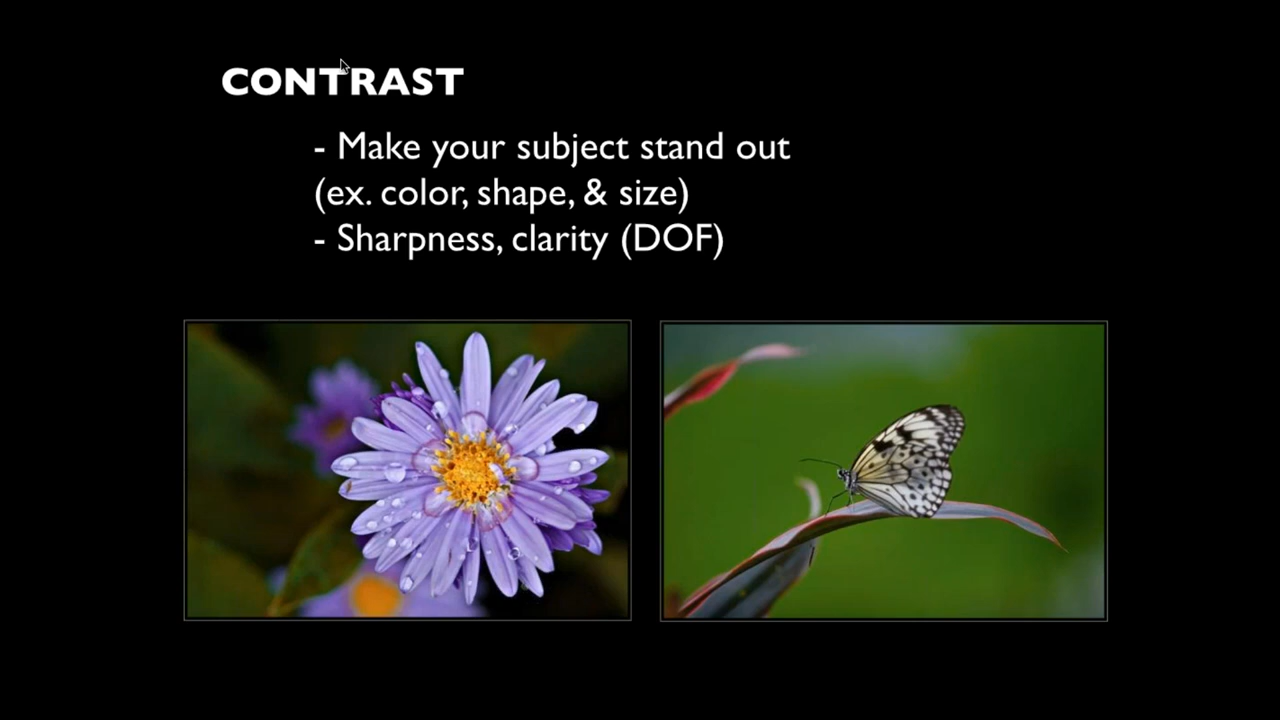 CONTRAST
- Make your subject stand out
(ex. color, shape, & size)
- Sharpness, clarity (DOF)